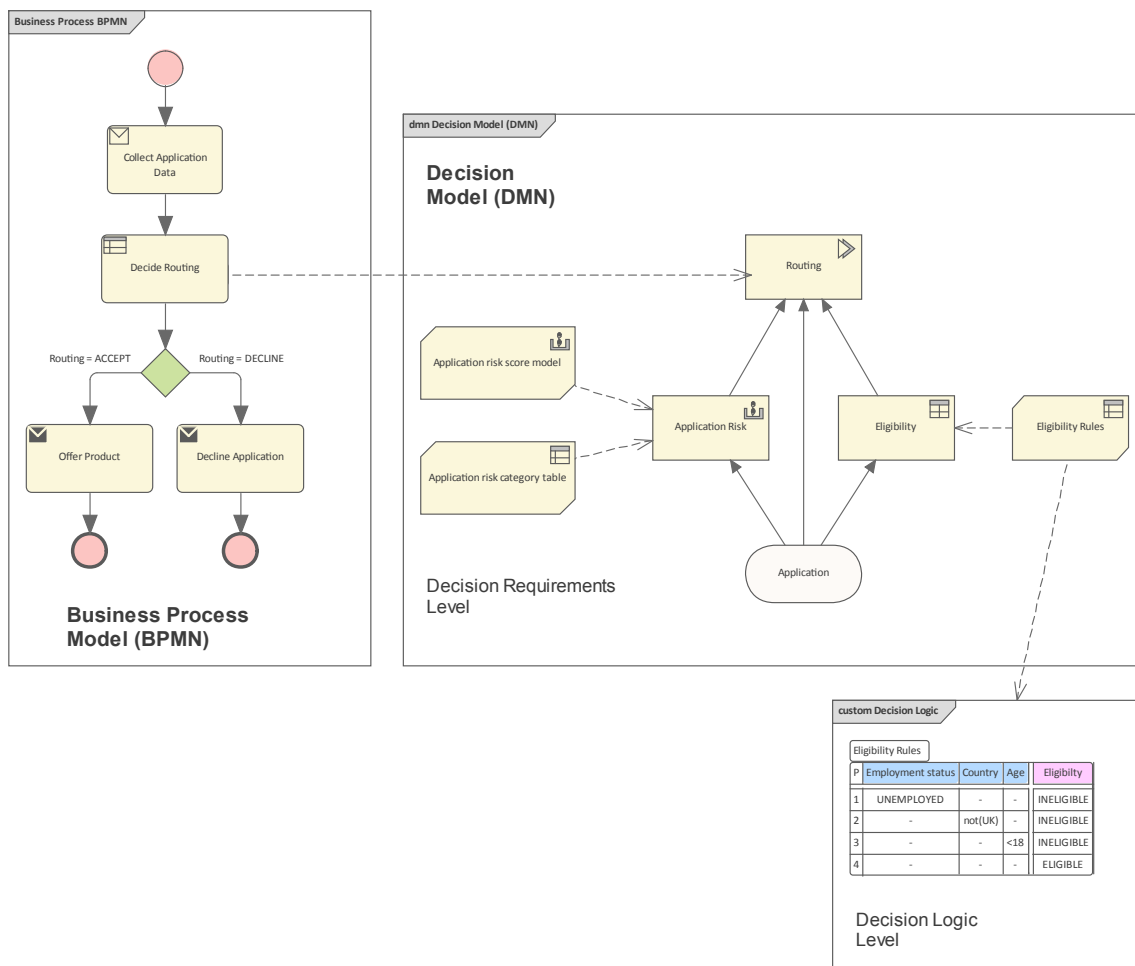 Business Process BPMN
Collect Application
Data
Decide Routing
Routing = ACCEPT
Routing = DECLINE
Offer Product
Decline Application
Business Process
Model (BPMN)
dmn Decision Model (DMN)
Decision
Model (DMN)
Routing
Application risk score model
Application Risk
Eligibility
Eligibility Rules
Application risk category table
Application
Decision Requirements
Level
custom Decision Logic
Eligibility Rules
P Employment status Country Age Eligibilty
1 UNEMPLOYED - - INELIGIBLE
2 - not(UK) - INELIGIBLE
3 - - <18 INELIGIBLE
4 - - - ELIGIBLE
Decision Logic
Level